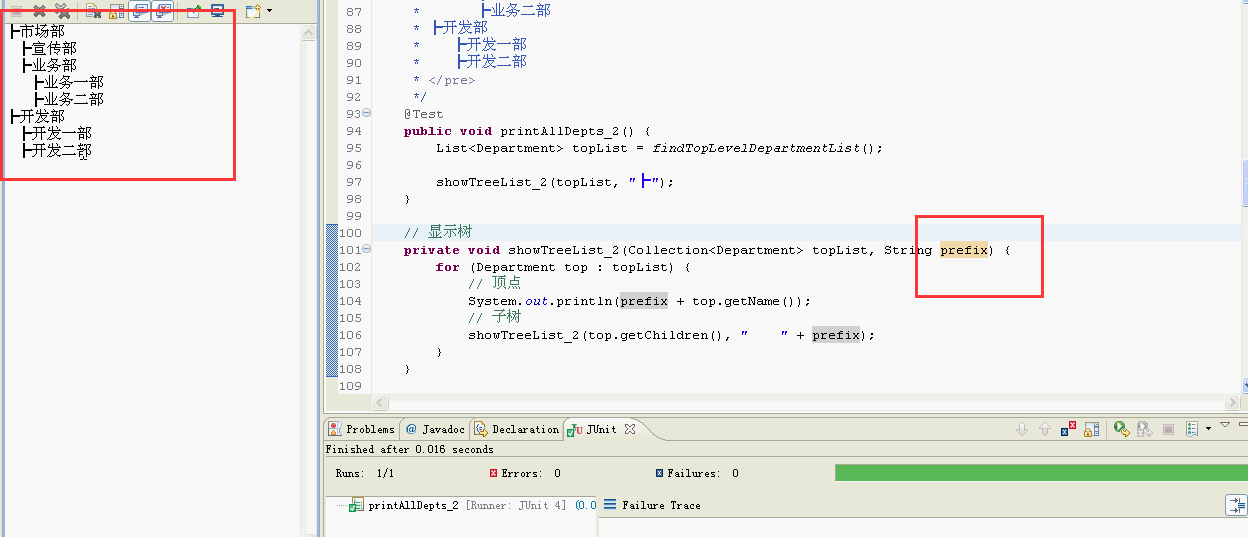 ┣市场部
┣宣传部
┣业务部
┣业务一部
┣业务二部
┣开发部
┣开发一部
┣开发二部
87 * ┣业务二部
88 * ┣开发部
89 * ┣开发一部
90 * ┣开发二部
91 * </pre>
92 */
93 @Test
94 public void printAllDepts_2() {
95 List<Department> topList = findTopLevelDepartmentList();
96
97 showTreeList_2(topList, "┣");
98 }
99
100 // 显示树
101 private void showTreeList_2(Collection<Department> topList, String prefix) {
102 for (Department top : topList) {
103 // 顶点
104 System.out.println(prefix + top.getName());
105 // 子树
106 showTreeList_2(top.getChildren(), "    " + prefix);
107 }
108 }
109
Problems @ Javadoc Declaration JUnit
Finished after 0.016 seconds
Runs: 1/1 Errors: 0 Failures: 0
printAllDepts_2 [Runner: JUnit 4] (0.0 Failure Trace